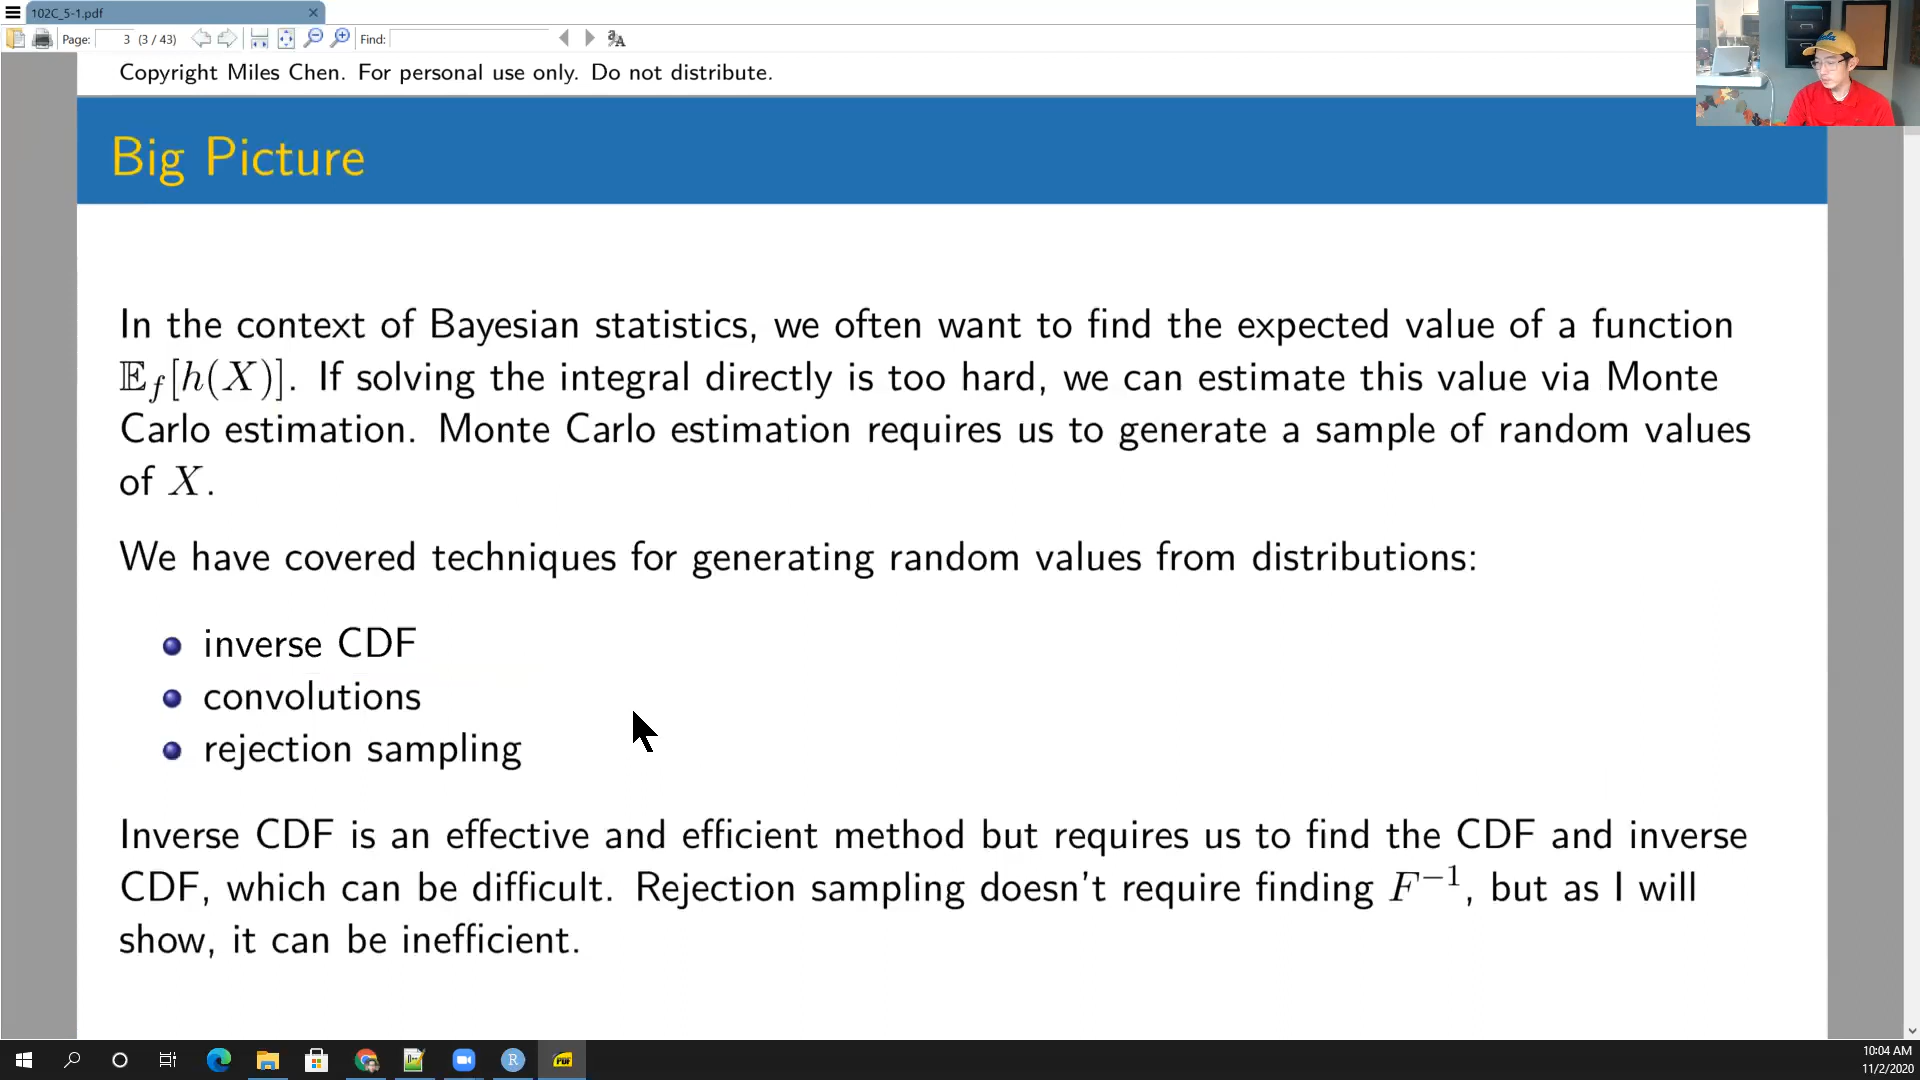 102C_5-1.pdf
Page: 3 (3 / 43) Find:
Copyright Miles Chen. For personal use only. Do not distribute.
Big Picture
In the context of Bayesian statistics, we often want to find the expected value of a function
𝔼_f[h(X)]. If solving the integral directly is too hard, we can estimate this value via Monte
Carlo estimation. Monte Carlo estimation requires us to generate a sample of random values
of X.
We have covered techniques for generating random values from distributions:
inverse CDF
convolutions
rejection sampling
Inverse CDF is an effective and efficient method but requires us to find the CDF and inverse
CDF, which can be difficult. Rejection sampling doesn't require finding F⁻¹, but as I will
show, it can be inefficient.
10:04 AM
11/2/2020